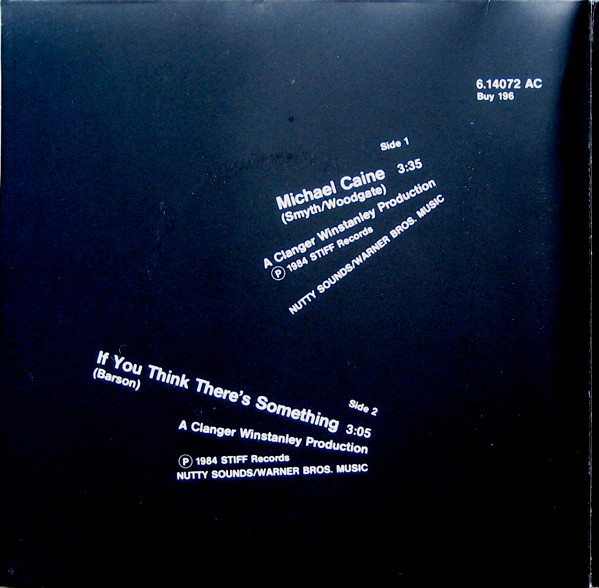 6.14072 AC
Buy 196
Side 1
Michael Caine 3:35
(Smyth/Woodgate)
A Clanger Winstanley Production
Ⓟ 1984 STIFF Records
NUTTY SOUNDS/WARNER BROS. MUSIC
Side 2
If You Think There's Something 3:05
(Barson)
A Clanger Winstanley Production
Ⓟ 1984 STIFF Records
NUTTY SOUNDS/WARNER BROS. MUSIC